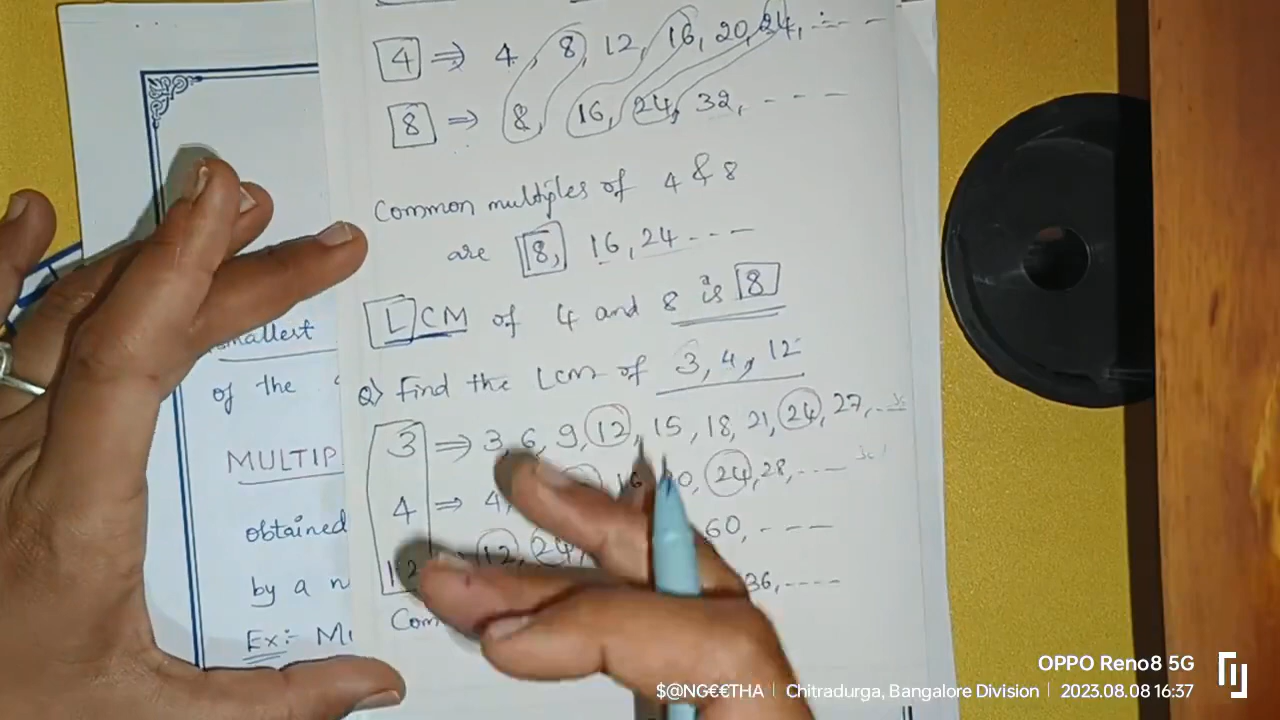 4 ⇒ 4, 8, 12, 16, 20, 24, - - - -
8 ⇒ 8, 16, 24, 32, - - - -
Common multiples of 4 & 8
are 8, 16, 24 - - -
LCM of 4 and 8 is 8
Q) Find the LCM of 3, 4, 12
3 ⇒ 3, 6, 9, 12, 15, 18, 21, 24, 27, - -
4 ⇒ 4, 24, 28, - - - -
12 12, 24, 60, - - - -
36, - - - -
smallest
of the
MULTIP
obtained
by a n
Ex:-
OPPO Reno8 5G
$@NG€€THA | Chitradurga, Bangalore Division | 2023.08.08 16:37